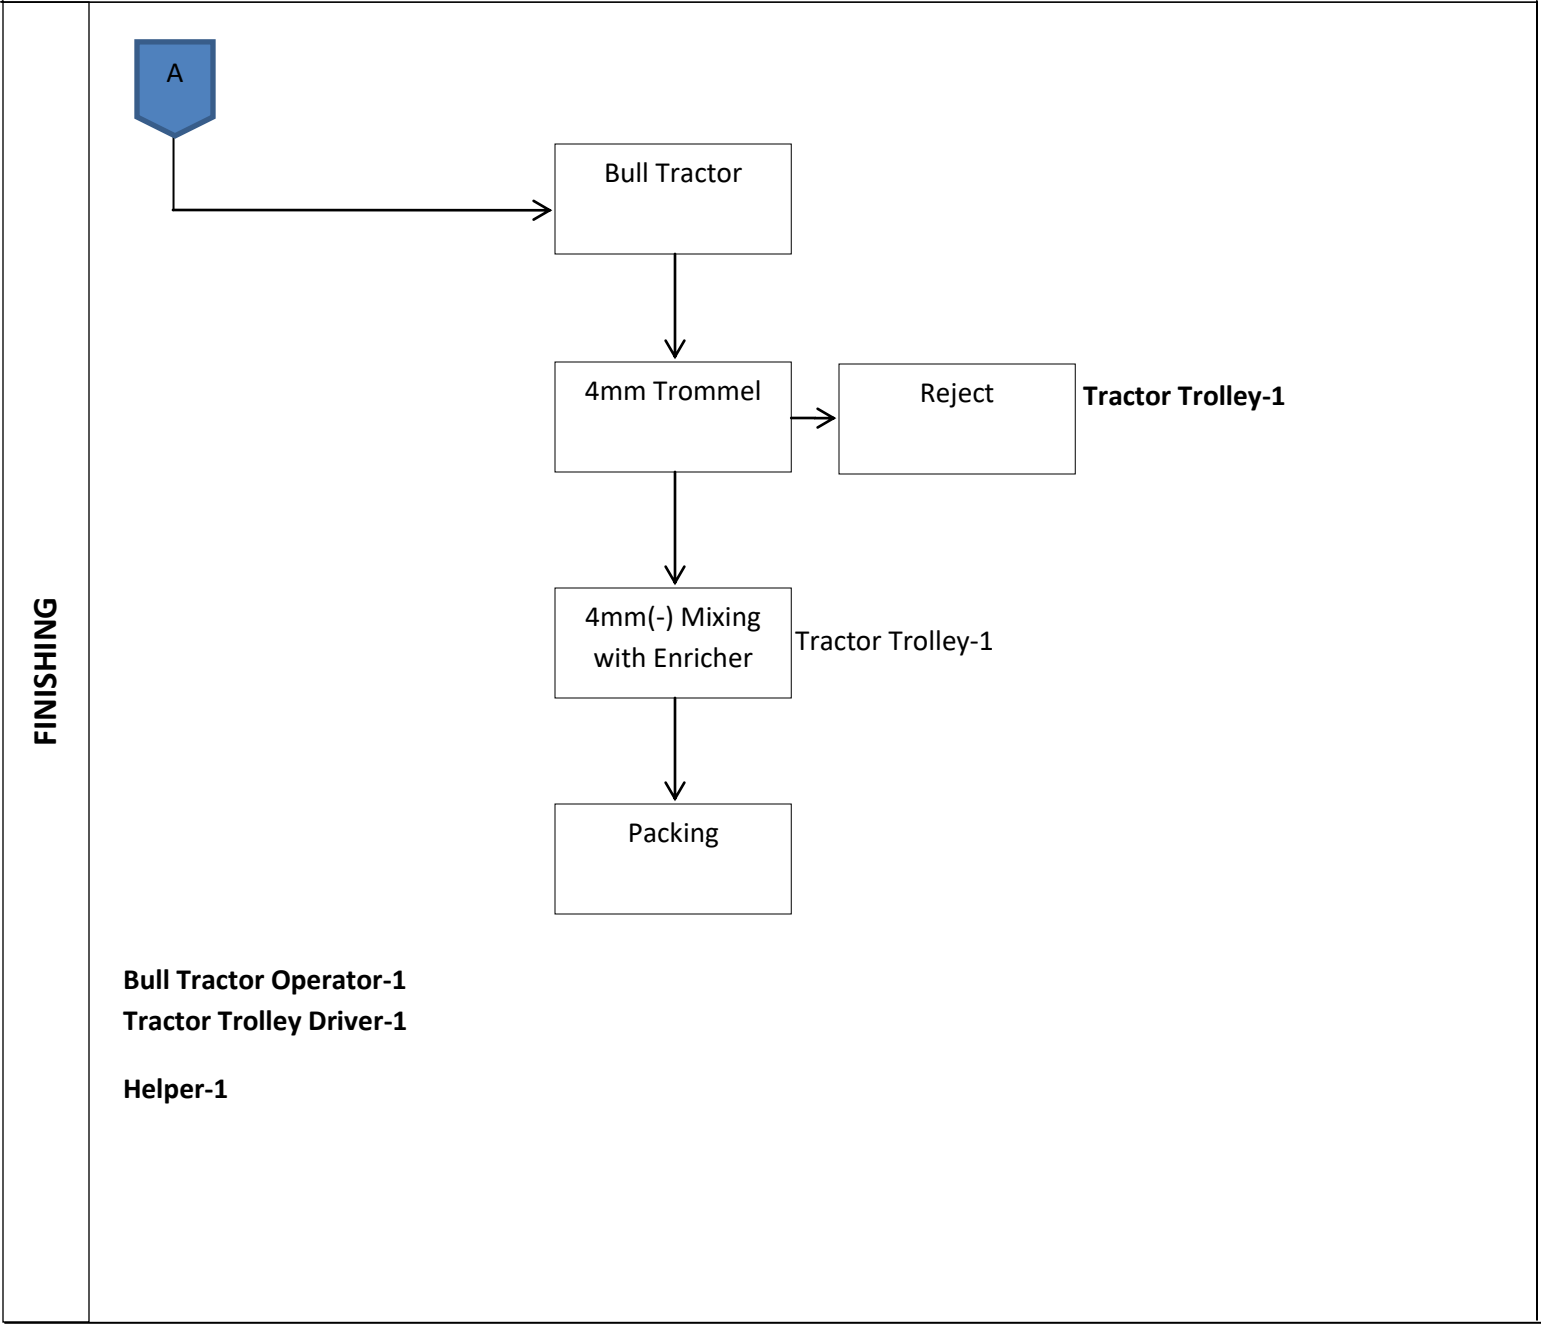 A
Bull Tractor
4mm Trommel
Reject
Tractor Trolley-1
4mm(-) Mixing
with Enricher
Tractor Trolley-1
Packing
FINISHING
Bull Tractor Operator-1
Tractor Trolley Driver-1
Helper-1